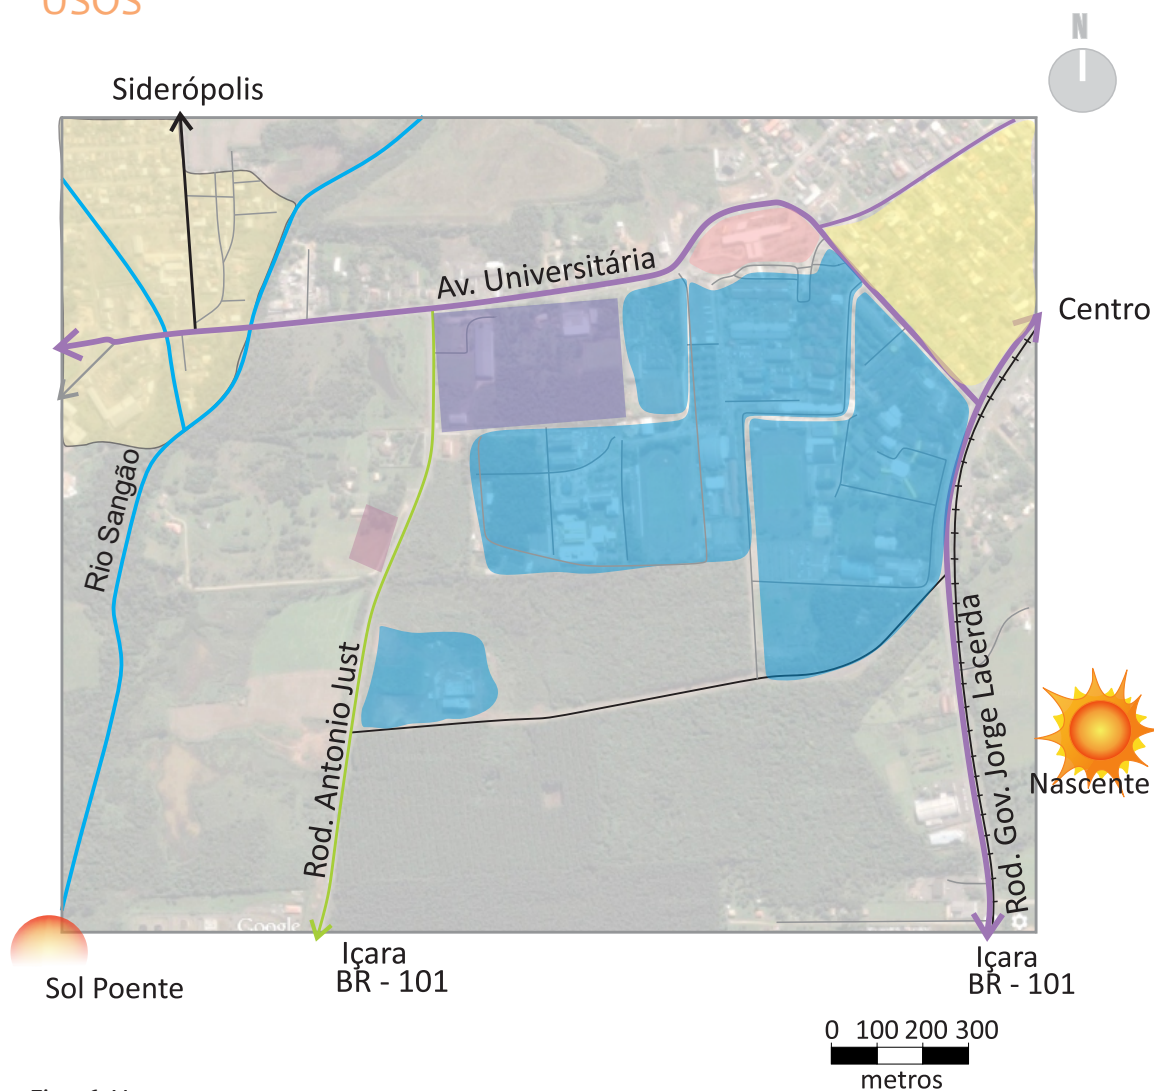 USOS
N
Siderópolis
Av. Universitária
Centro
Rio Sangão
Rod. Antonio Just
Rod. Gov. Jorge Lacerda
Nascente
Google
Içara
BR - 101
Içara
BR - 101
Sol Poente
0 100 200 300
metros